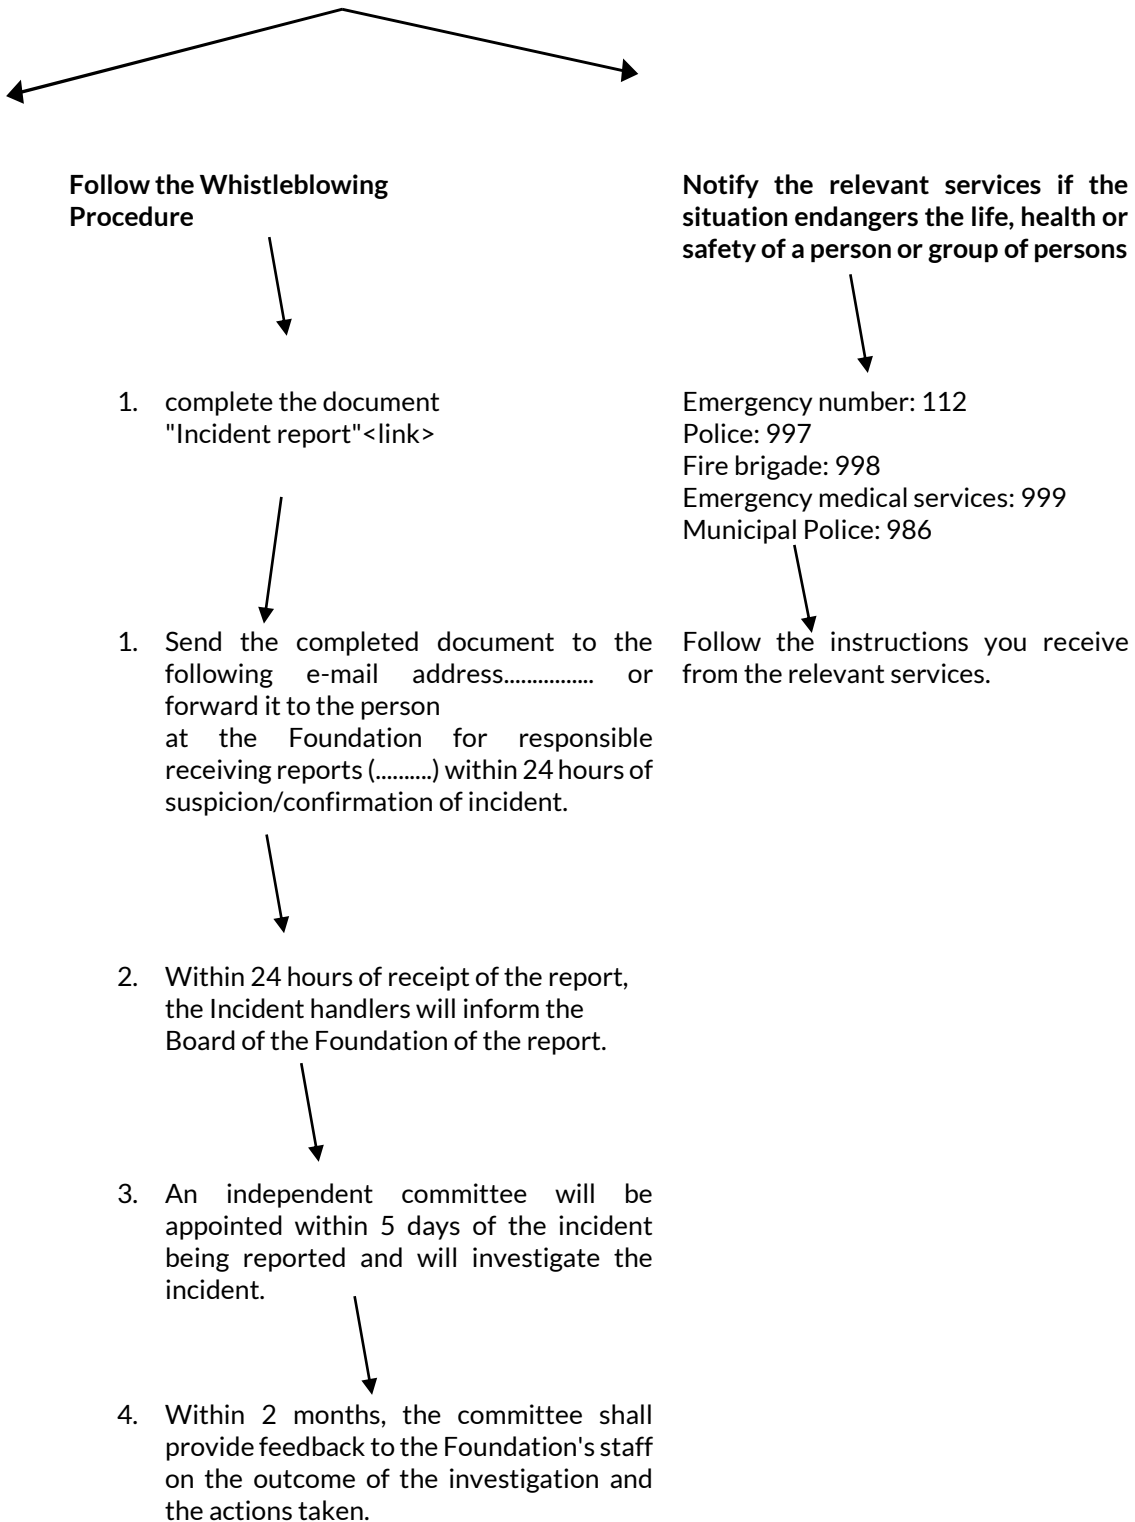 Follow the Whistleblowing
Procedure
1. complete the document
"Incident report"<link>
1. Send the completed document to the
following e-mail address................ or
forward it to the person
at the Foundation for responsible
receiving reports (..........) within 24 hours of
suspicion/confirmation of incident.
2. Within 24 hours of receipt of the report,
the Incident handlers will inform the
Board of the Foundation of the report.
3. An independent committee will be
appointed within 5 days of the incident
being reported and will investigate the
incident.
4. Within 2 months, the committee shall
provide feedback to the Foundation's staff
on the outcome of the investigation and
the actions taken.
Notify the relevant services if the
situation endangers the life, health or
safety of a person or group of persons
Emergency number: 112
Police: 997
Fire brigade: 998
Emergency medical services: 999
Municipal Police: 986
Follow the instructions you receive
from the relevant services.